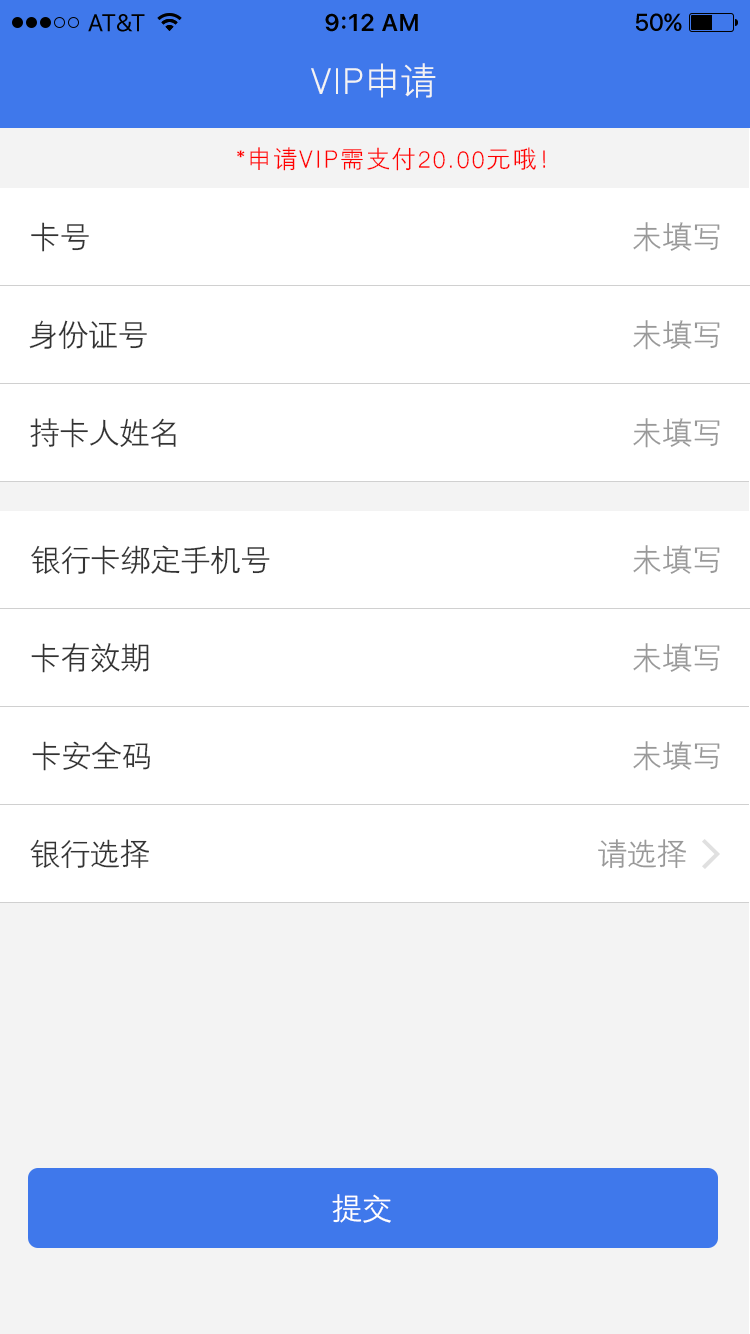 AT&T 9:12 AM 50%
VIP申请
*申请VIP需支付20.00元哦!
卡号 未填写
身份证号 未填写
持卡人姓名 未填写
银行卡绑定手机号 未填写
卡有效期 未填写
卡安全码 未填写
银行选择 请选择
提交